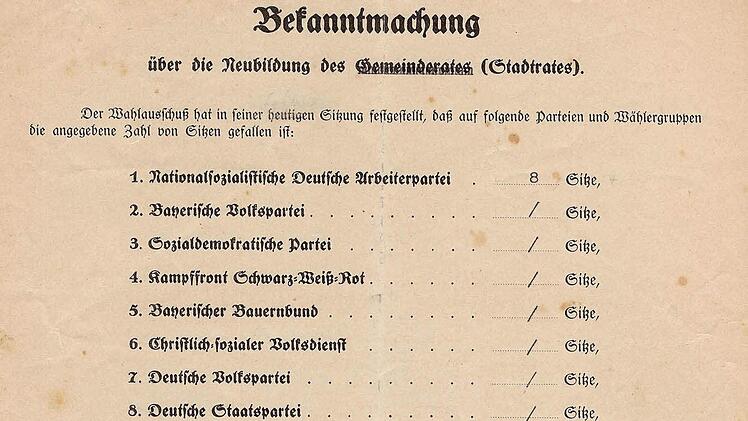 Bekanntmachung
über die Neubildung des Gemeinderates (Stadtrates).
Der Wahlausschuß hat in seiner heutigen Sitzung festgestellt, daß auf folgende Parteien und Wählergruppen
die angegebene Zahl von Sitzen gefallen ist:
1. Nationalsozialistische Deutsche Arbeiterpartei . 8 Sitze,
2. Bayerische Volkspartei . . . . . . . / Sitze,
3. Sozialdemokratische Partei . . . . . . / Sitze,
4. Kampffront Schwarz-Weiß-Rot . . . . . / Sitze,
5. Bayerischer Bauernbund . . . . . . . / Sitze,
6. Christlich-sozialer Volksdienst . . . . . / Sitze,
7. Deutsche Volkspartei . . . . . . . / Sitze,
8. Deutsche Staatspartei . . . . . . . / Sitze,